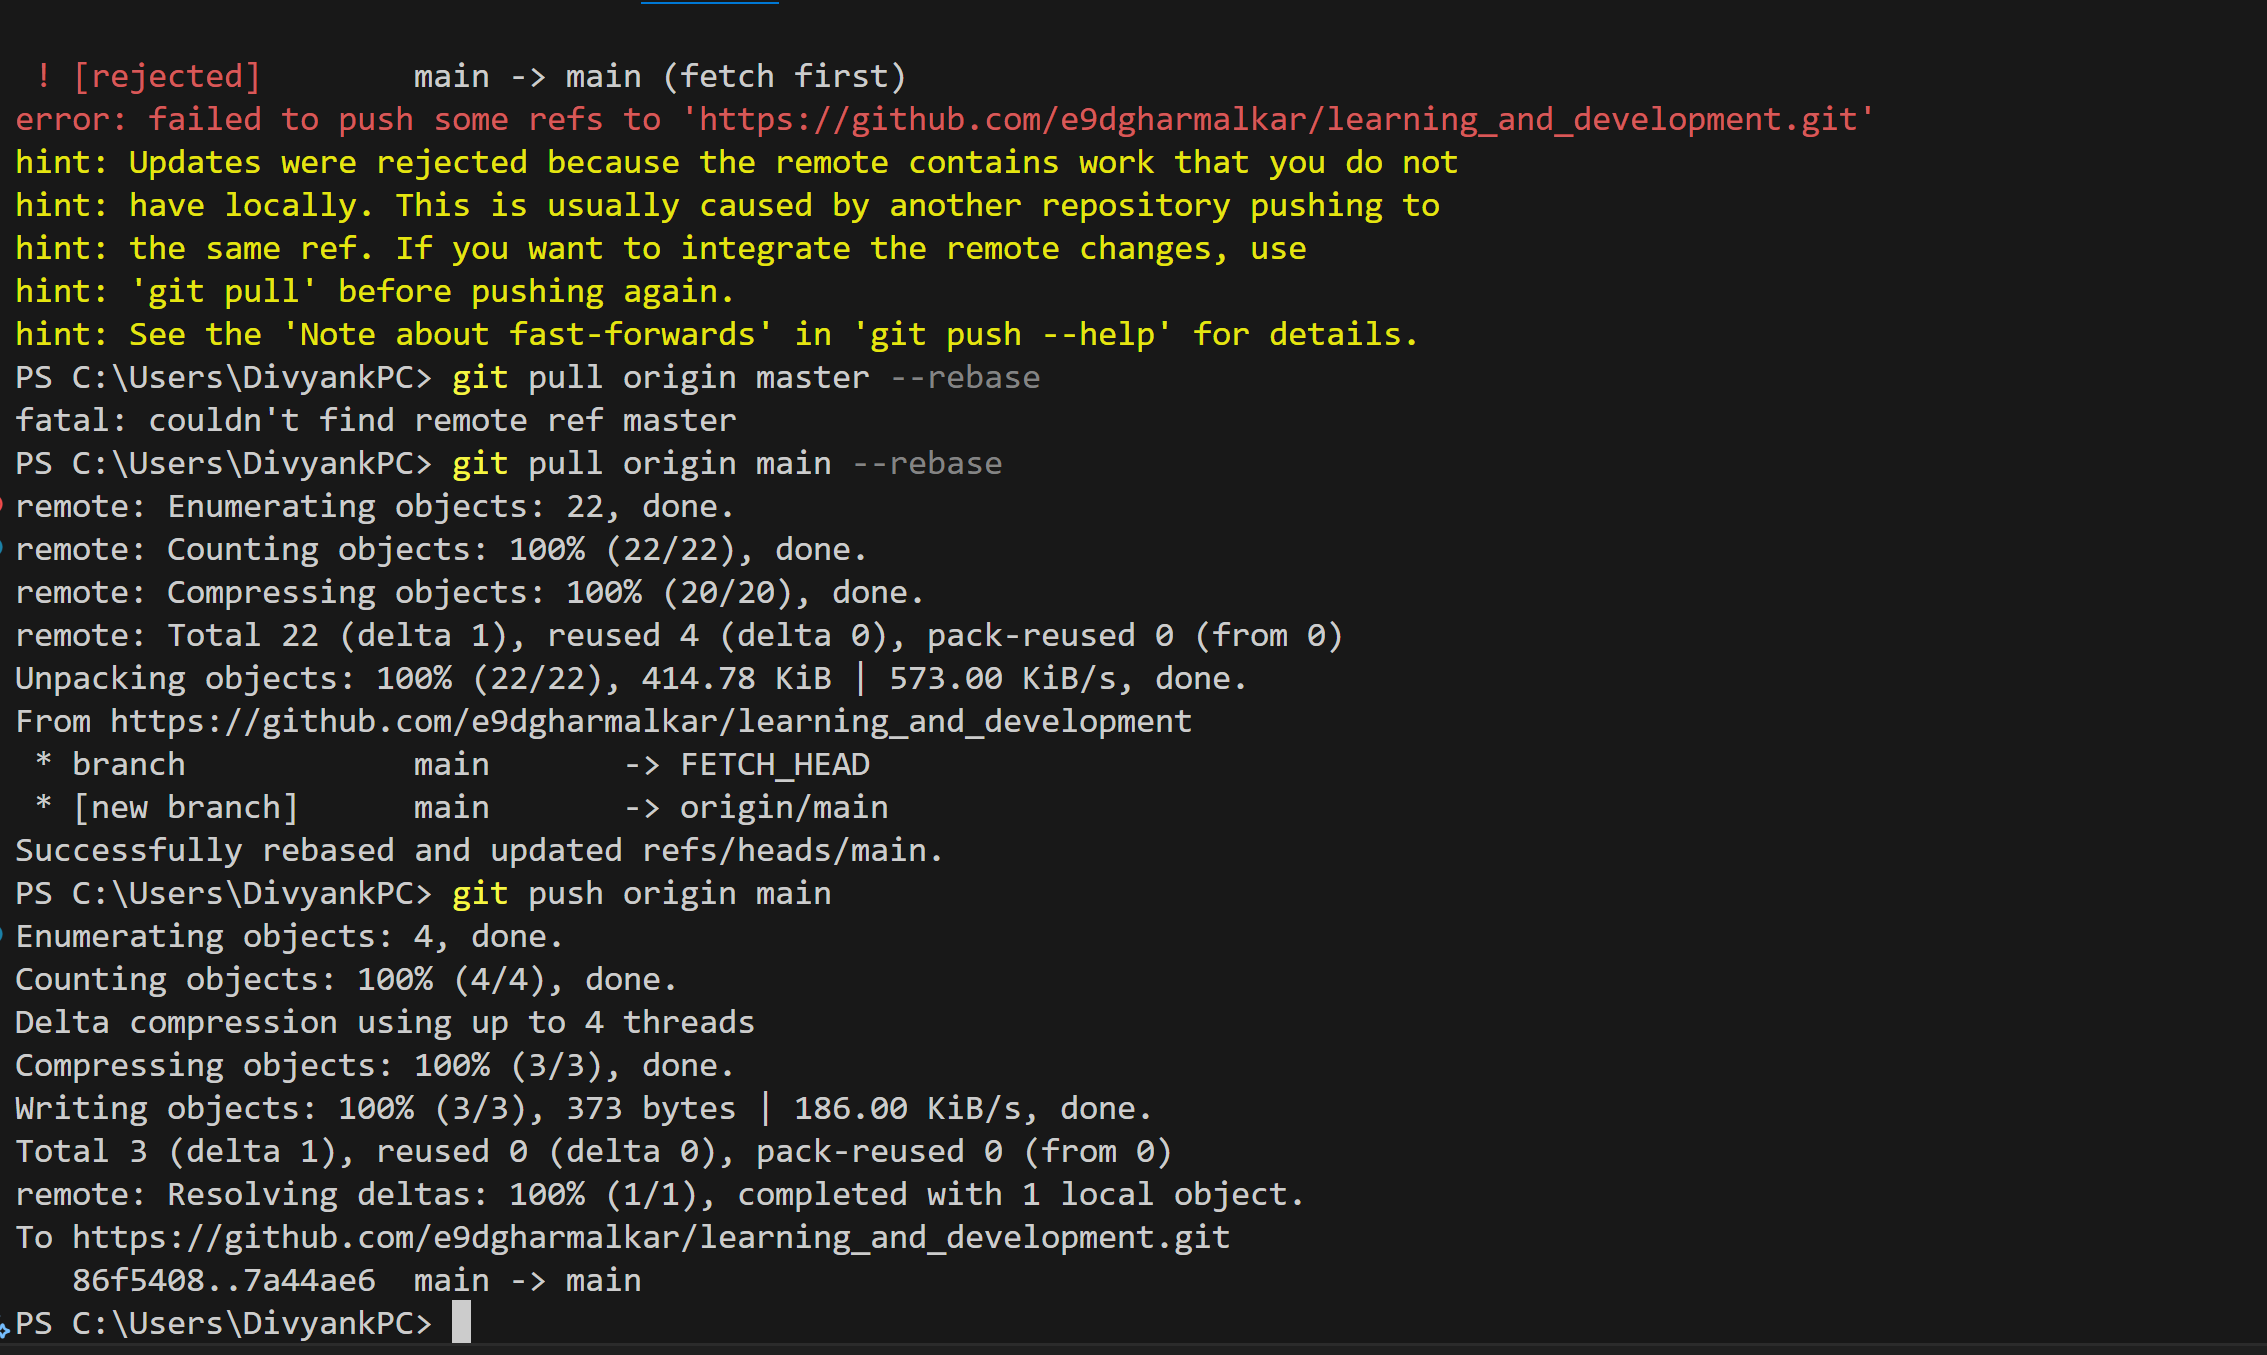 ! [rejected]        main -> main (fetch first)
error: failed to push some refs to 'https://github.com/e9dgharmalkar/learning_and_development.git'
hint: Updates were rejected because the remote contains work that you do not
hint: have locally. This is usually caused by another repository pushing to
hint: the same ref. If you want to integrate the remote changes, use
hint: 'git pull' before pushing again.
hint: See the 'Note about fast-forwards' in 'git push --help' for details.
PS C:\Users\DivyankPC> git pull origin master --rebase
fatal: couldn't find remote ref master
PS C:\Users\DivyankPC> git pull origin main --rebase
remote: Enumerating objects: 22, done.
remote: Counting objects: 100% (22/22), done.
remote: Compressing objects: 100% (20/20), done.
remote: Total 22 (delta 1), reused 4 (delta 0), pack-reused 0 (from 0)
Unpacking objects: 100% (22/22), 414.78 KiB | 573.00 KiB/s, done.
From https://github.com/e9dgharmalkar/learning_and_development
 * branch            main       -> FETCH_HEAD
 * [new branch]      main       -> origin/main
Successfully rebased and updated refs/heads/main.
PS C:\Users\DivyankPC> git push origin main
Enumerating objects: 4, done.
Counting objects: 100% (4/4), done.
Delta compression using up to 4 threads
Compressing objects: 100% (3/3), done.
Writing objects: 100% (3/3), 373 bytes | 186.00 KiB/s, done.
Total 3 (delta 1), reused 0 (delta 0), pack-reused 0 (from 0)
remote: Resolving deltas: 100% (1/1), completed with 1 local object.
To https://github.com/e9dgharmalkar/learning_and_development.git
   86f5408..7a44ae6  main -> main
PS C:\Users\DivyankPC>